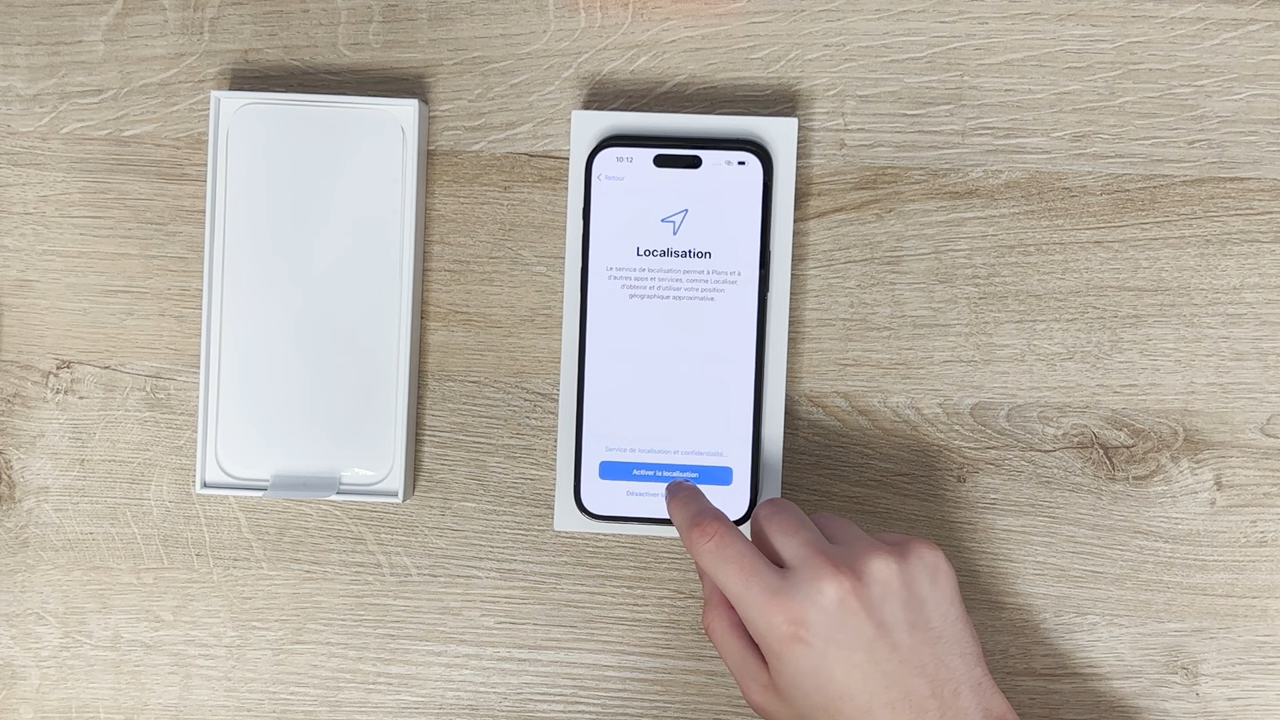 10:12
Retour
Localisation
Le service de localisation permet à Plans et à
d'autres apps et services, comme Localiser,
d'obtenir et d'utiliser votre position
géographique approximative.
Service de localisation et confidentialité...
Activer la localisation
Désactiver